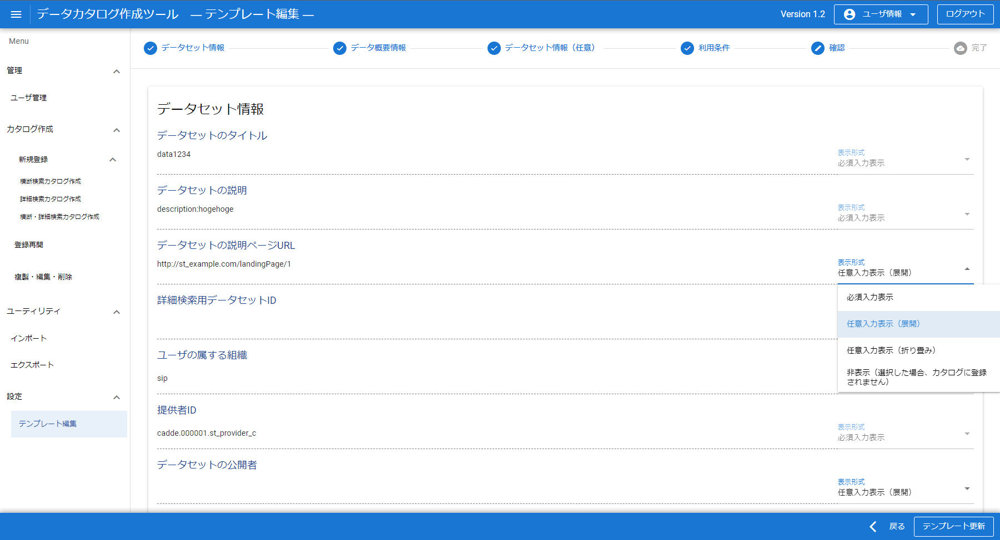 データカタログ作成ツール　― テンプレート編集 ―
Version 1.2
ユーザ情報
ログアウト
Menu
管理
ユーザ管理
カタログ作成
新規登録
横断検索カタログ作成
詳細検索カタログ作成
横断・詳細検索カタログ作成
登録再開
複製・編集・削除
ユーティリティ
インポート
エクスポート
設定
テンプレート編集
データセット情報
データ概要情報
データセット情報（任意）
利用条件
確認
完了
データセット情報
データセットのタイトル
data1234
表示形式
必須入力表示
データセットの説明
description:hogehoge
表示形式
必須入力表示
データセットの説明ページURL
http://st_example.com/landingPage/1
表示形式
任意入力表示（展開）
必須入力表示
任意入力表示（展開）
任意入力表示（折り畳み）
非表示（選択した場合、カタログに登録
されません）
詳細検索用データセットID
ユーザの属する組織
sip
提供者ID
cadde.000001.st_provider_c
表示形式
必須入力表示
データセットの公開者
表示形式
任意入力表示（展開）
戻る
テンプレート更新